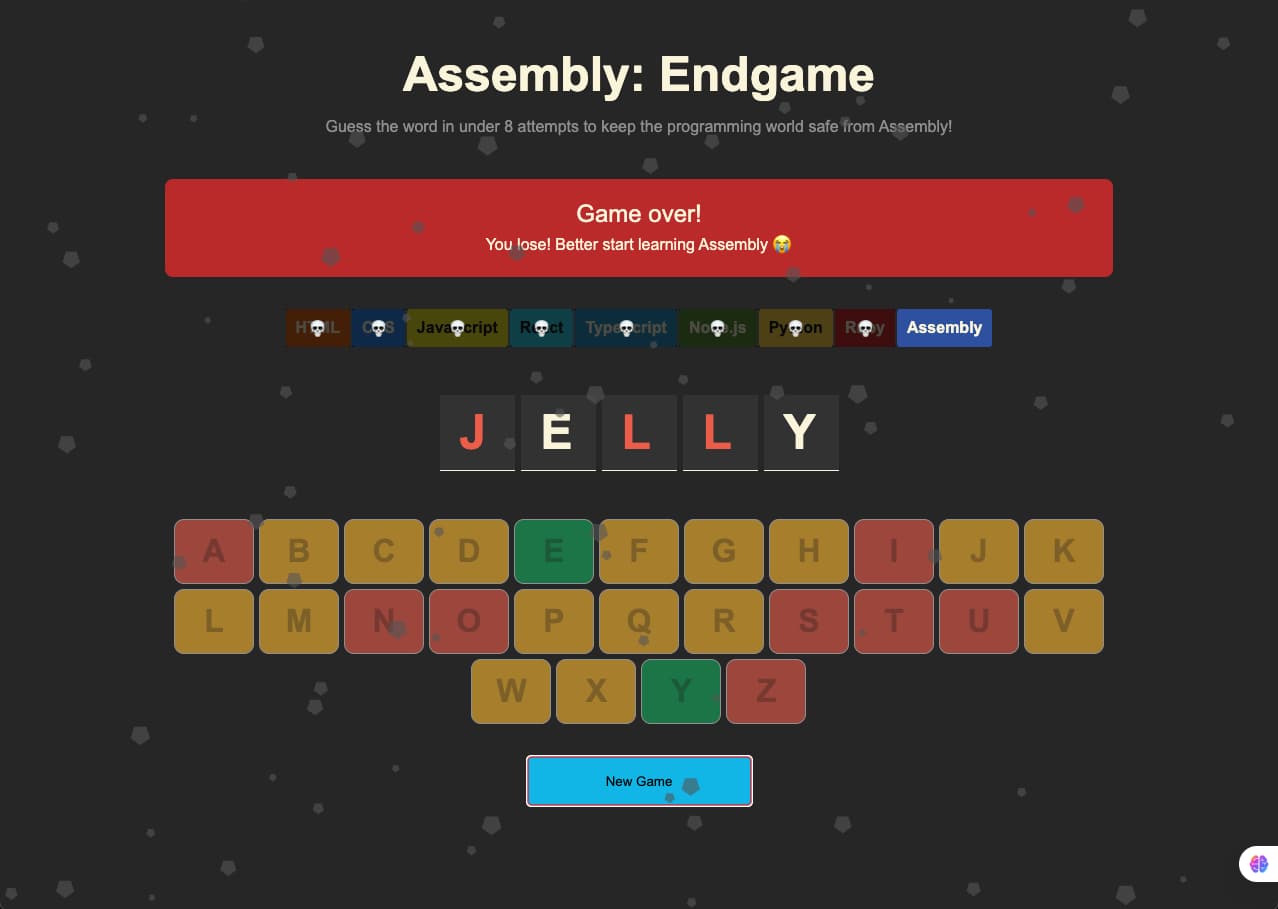 Assembly: Endgame
Guess the word in under 8 attempts to keep the programming world safe from Assembly!
Game over!
You lose! Better start learning Assembly 😭
HTML CSS JavaScript React TypeScript Node.js Python Ruby Assembly
J E L L Y
A B C D E F G H I J K
L M N O P Q R S T U V
W X Y Z
New Game